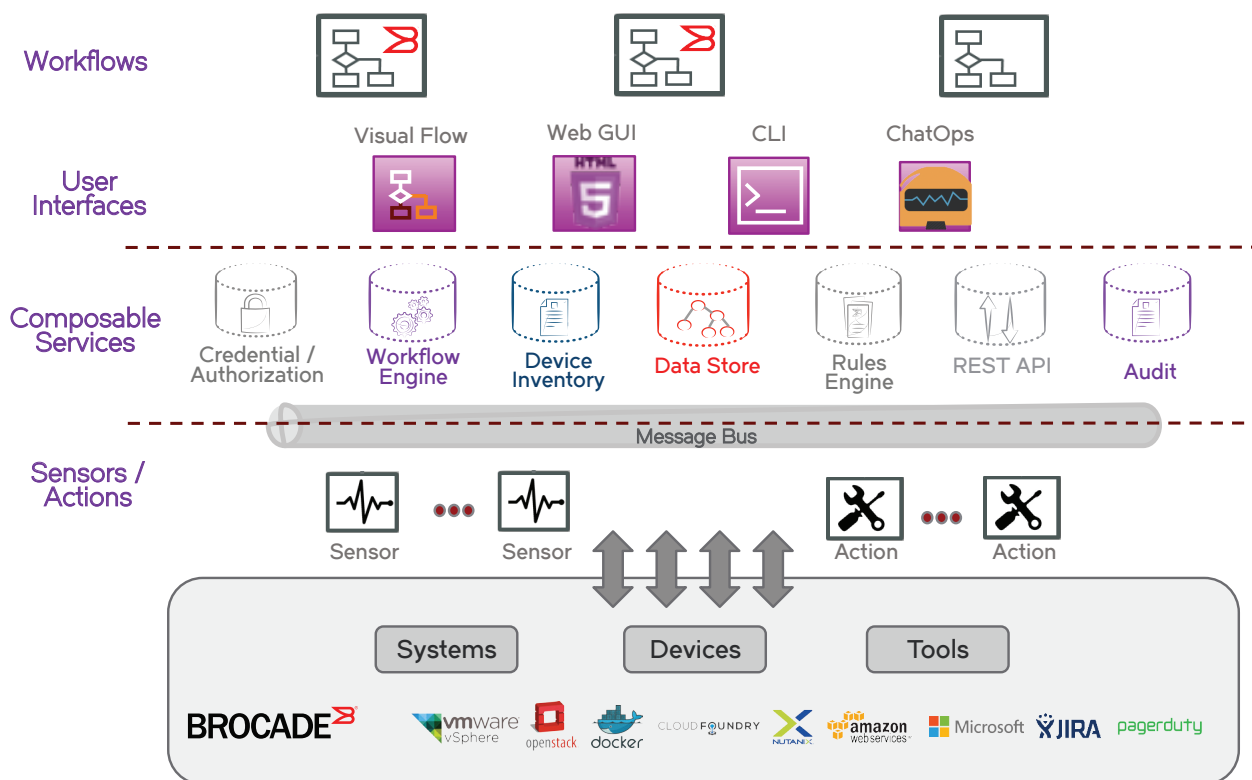 Workflows
Visual Flow
Web GUI
CLI
ChatOps
User
Interfaces
HTML
5
Composable
Services
Credential /
Authorization
Workflow
Engine
Device
Inventory
Data Store
Rules
Engine
REST API
Audit
Message Bus
Sensors /
Actions
Sensor
Sensor
Action
Action
Systems
Devices
Tools
BROCADE
vmware
vSphere
openstack
docker
CLOUDFOUNDRY
NUTANIX
amazon
webservices
Microsoft
JIRA
pagerduty